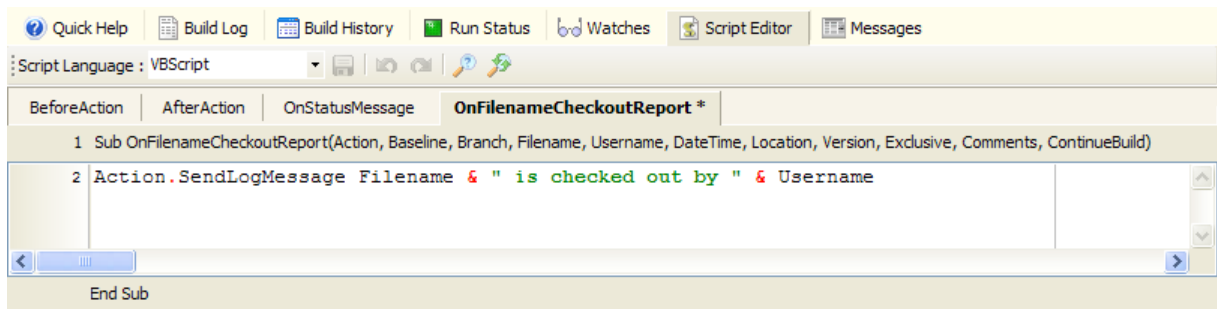 Quick Help Build Log Build History Run Status Watches Script Editor Messages
Script Language : VBScript
BeforeAction AfterAction OnStatusMessage OnFilenameCheckoutReport *
1 Sub OnFilenameCheckoutReport(Action, Baseline, Branch, Filename, Username, DateTime, Location, Version, Exclusive, Comments, ContinueBuild)
2 Action.SendLogMessage Filename & " is checked out by " & Username
End Sub